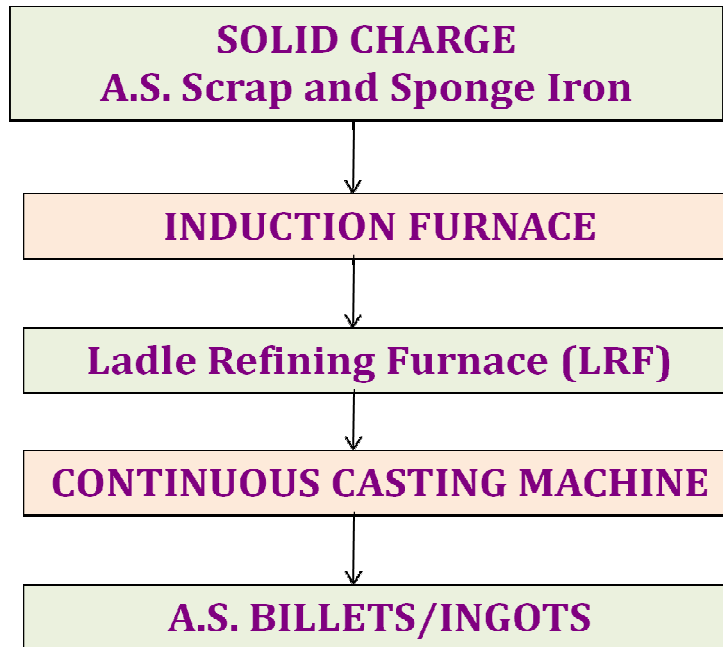 SOLID CHARGE
A.S. Scrap and Sponge Iron
INDUCTION FURNACE
Ladle Refining Furnace (LRF)
CONTINUOUS CASTING MACHINE
A.S. BILLETS/INGOTS